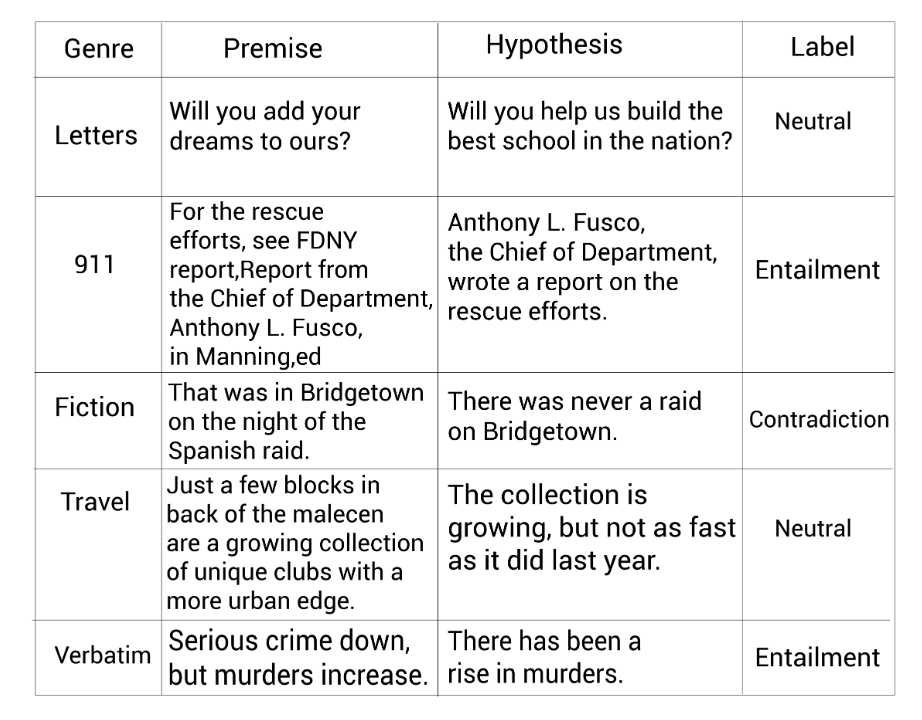 Genre Premise Hypothesis Label
Letters
Will you add your
dreams to ours?
Will you help us build the
best school in the nation?
Neutral
911
For the rescue
efforts, see FDNY
report,Report from
the Chief of Department,
Anthony L. Fusco,
in Manning,ed
Anthony L. Fusco,
the Chief of Department,
wrote a report on the
rescue efforts.
Entailment
Fiction
That was in Bridgetown
on the night of the
Spanish raid.
There was never a raid
on Bridgetown.
Contradiction
Travel
Just a few blocks in
back of the malecen
are a growing collection
of unique clubs with a
more urban edge.
The collection is
growing, but not as fast
as it did last year.
Neutral
Verbatim
Serious crime down,
but murders increase.
There has been a
rise in murders.
Entailment